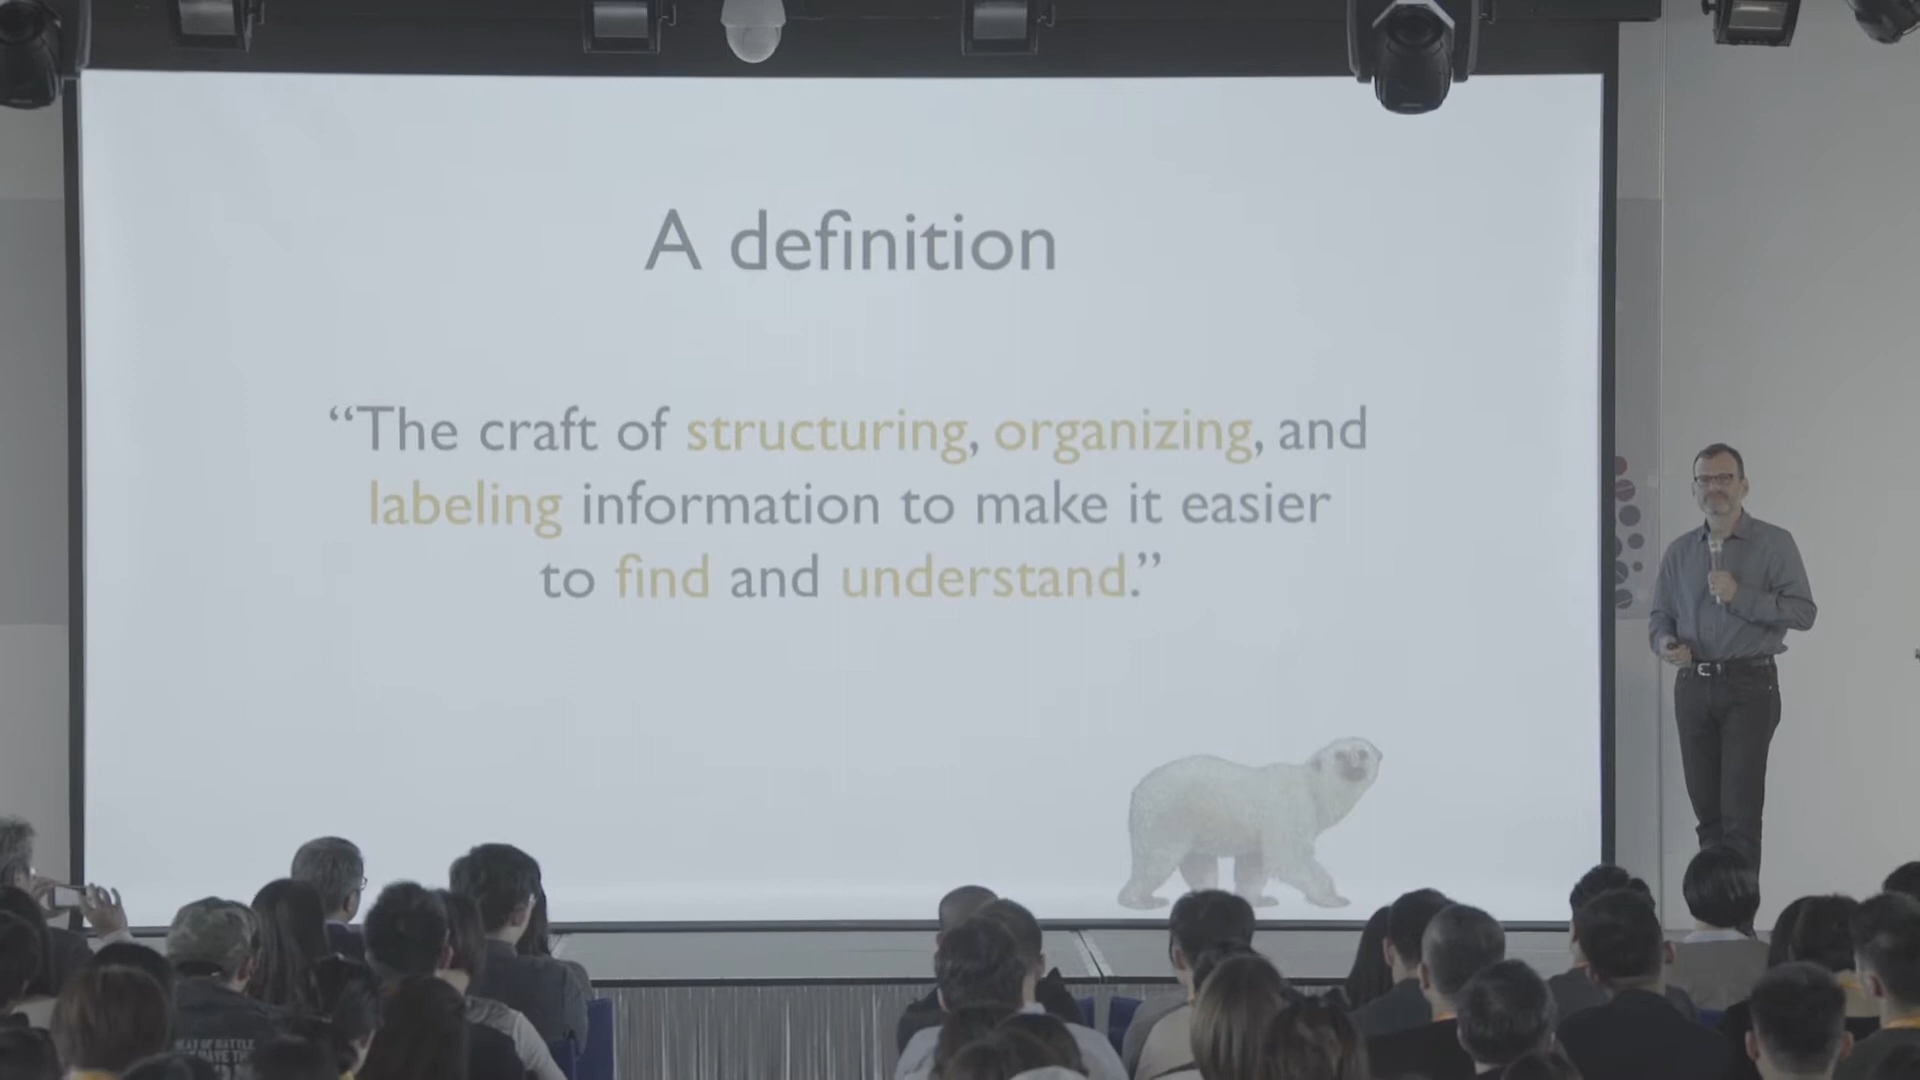 A definition
“The craft of structuring, organizing, and
labeling information to make it easier
to find and understand.”